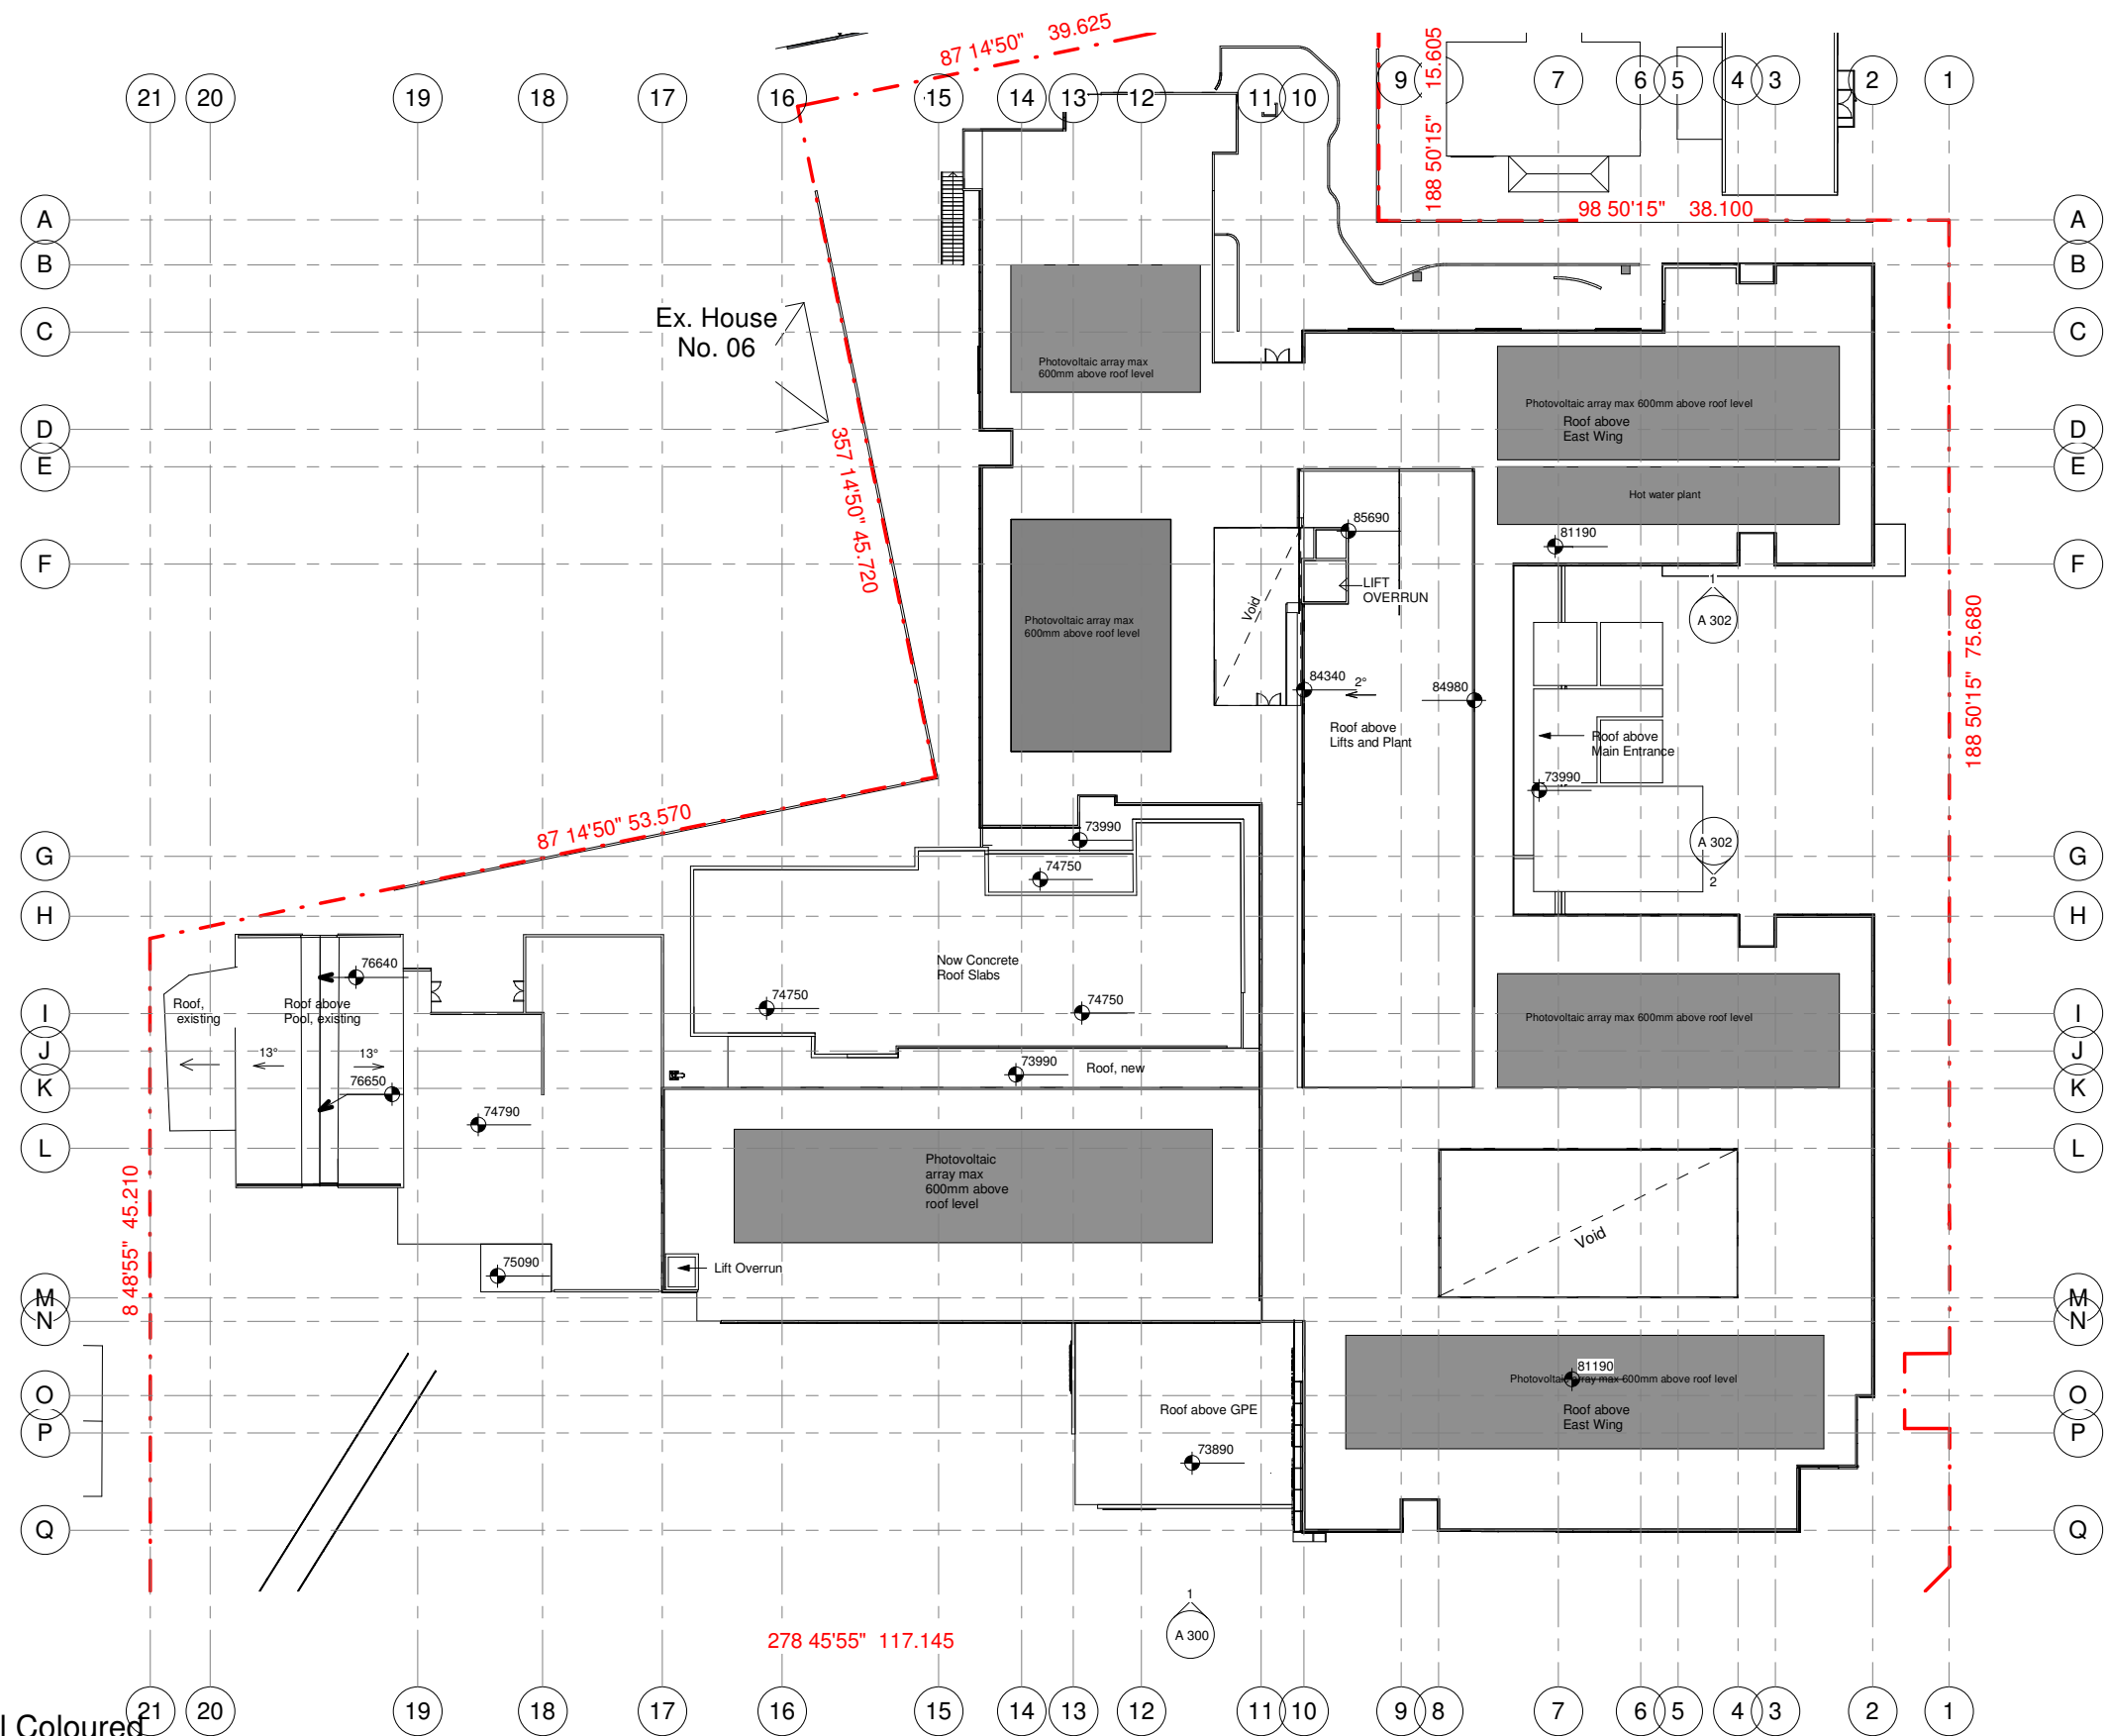 87 14'50" 39.625
188 50'15" 15.605
21 20 19 18 17 16 15 14 13 12 11 10 9 7 6 5 4 3 2 1
98 50'15" 38.100
A A
B B
Ex. House
No. 06
C C
Photovoltaic array max
600mm above roof level
Photovoltaic array max 600mm above roof level
Roof above
East Wing
D D
E E
357 14'50" 45.720
Hot water plant
85690
81190
F F
LIFT
OVERRUN
1
A 302
Void
Photovoltaic array max
600mm above roof level
188 50'15" 75.680
84340
2°
84980
Roof above
Lifts and Plant
Roof above
Main Entrance
73990
87 14'50" 53.570
73990
A 302
2
G G
74750
H H
76640
Now Concrete
Roof Slabs
Roof,
existing
Roof above
Pool, existing
74750
74750
I I
Photovoltaic array max 600mm above roof level
J J
13°
13°
73990
Roof, new
76650
K K
74790
L L
Photovoltaic
array max
600mm above
roof level
8 48'55" 45.210
Void
75090
Lift Overrun
M M
N N
81190
Photovoltaic array max 600mm above roof level
O O
Roof above GPE
Roof above
East Wing
P P
73890
Q Q
1
A 300
278 45'55" 117.145
21 20 19 18 17 16 15 14 13 12 11 10 9 8 7 6 5 4 3 2 1
l Coloured